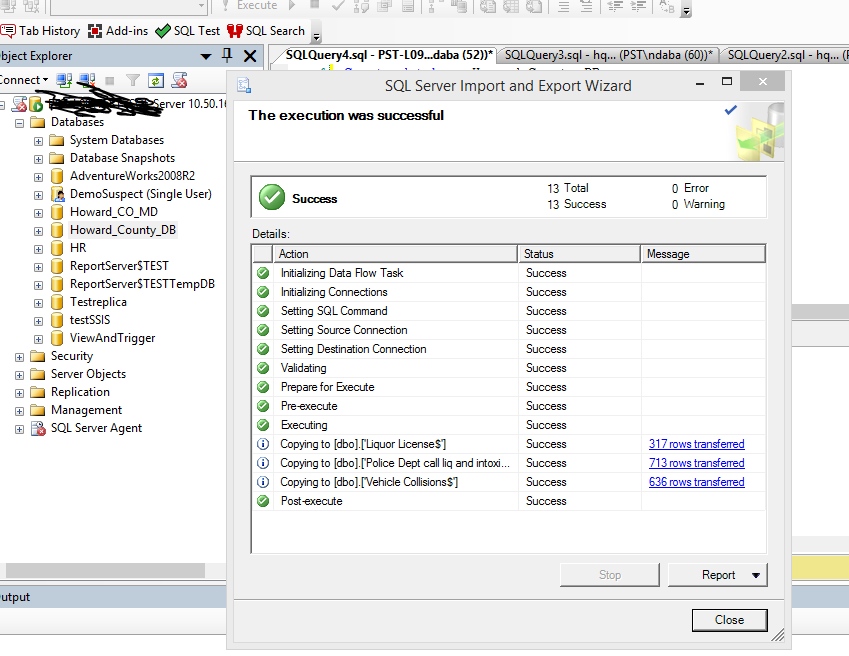 Execute
Tab History Add-ins SQL Test SQL Search
bject Explorer
SQLQuery4.sql - PST-L09...daba (52))* SQLQuery3.sql - hq... (PST\ndaba (60))* SQLQuery2.sql - hq... (
onnect
Server 10.50.16
Databases
System Databases
Database Snapshots
AdventureWorks2008R2
DemoSuspect (Single User)
Howard_CO_MD
Howard_County_DB
HR
ReportServer$TEST
ReportServer$TESTTempDB
Testreplica
testSSIS
ViewAndTrigger
Security
Server Objects
Replication
Management
SQL Server Agent
utput
SQL Server Import and Export Wizard
The execution was successful
Success
13 Total 0 Error
13 Success 0 Warning
Details:
Action Status Message
Initializing Data Flow Task Success
Initializing Connections Success
Setting SQL Command Success
Setting Source Connection Success
Setting Destination Connection Success
Validating Success
Prepare for Execute Success
Pre-execute Success
Executing Success
Copying to [dbo].['Liquor License$'] Success 317 rows transferred
Copying to [dbo].['Police Dept call liq and intoxi... Success 713 rows transferred
Copying to [dbo].['Vehicle Collisions$'] Success 636 rows transferred
Post-execute Success
Stop Report
Close